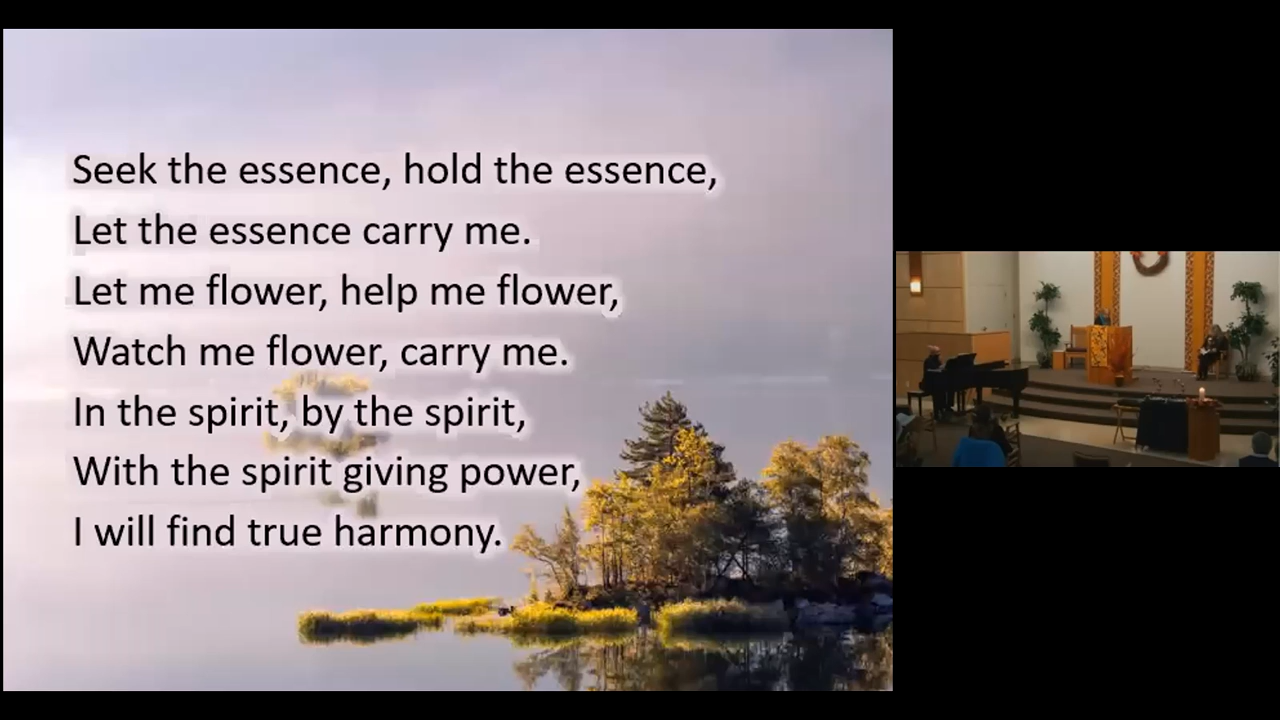 Seek the essence, hold the essence,
Let the essence carry me.
Let me flower, help me flower,
Watch me flower, carry me.
In the spirit, by the spirit,
With the spirit giving power,
I will find true harmony.